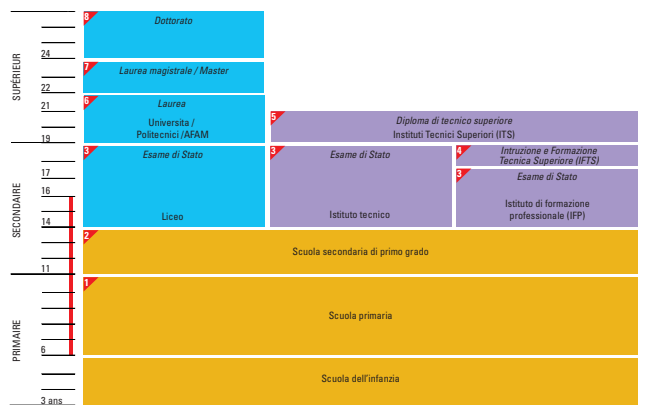 SUPÉRIEUR
SECONDAIRE
PRIMAIRE
24
22
21
19
17
16
14
11
6
3 ans
8
Dottorato
7
Laurea magistrale / Master
6
Laurea
Universita /
Politecnici /AFAM
5
Diploma di tecnico superiore
Instituti Tecnici Superiori (ITS)
3
Esame di Stato
Liceo
3
Esame di Stato
Istituto tecnico
4
Intruzione e Formazione
Tecnica Superiore (IFTS)
3
Esame di Stato
Istituto di formazione
professionale (IFP)
2
Scuola secondaria di primo grado
1
Scuola primaria
Scuola dell'infanzia